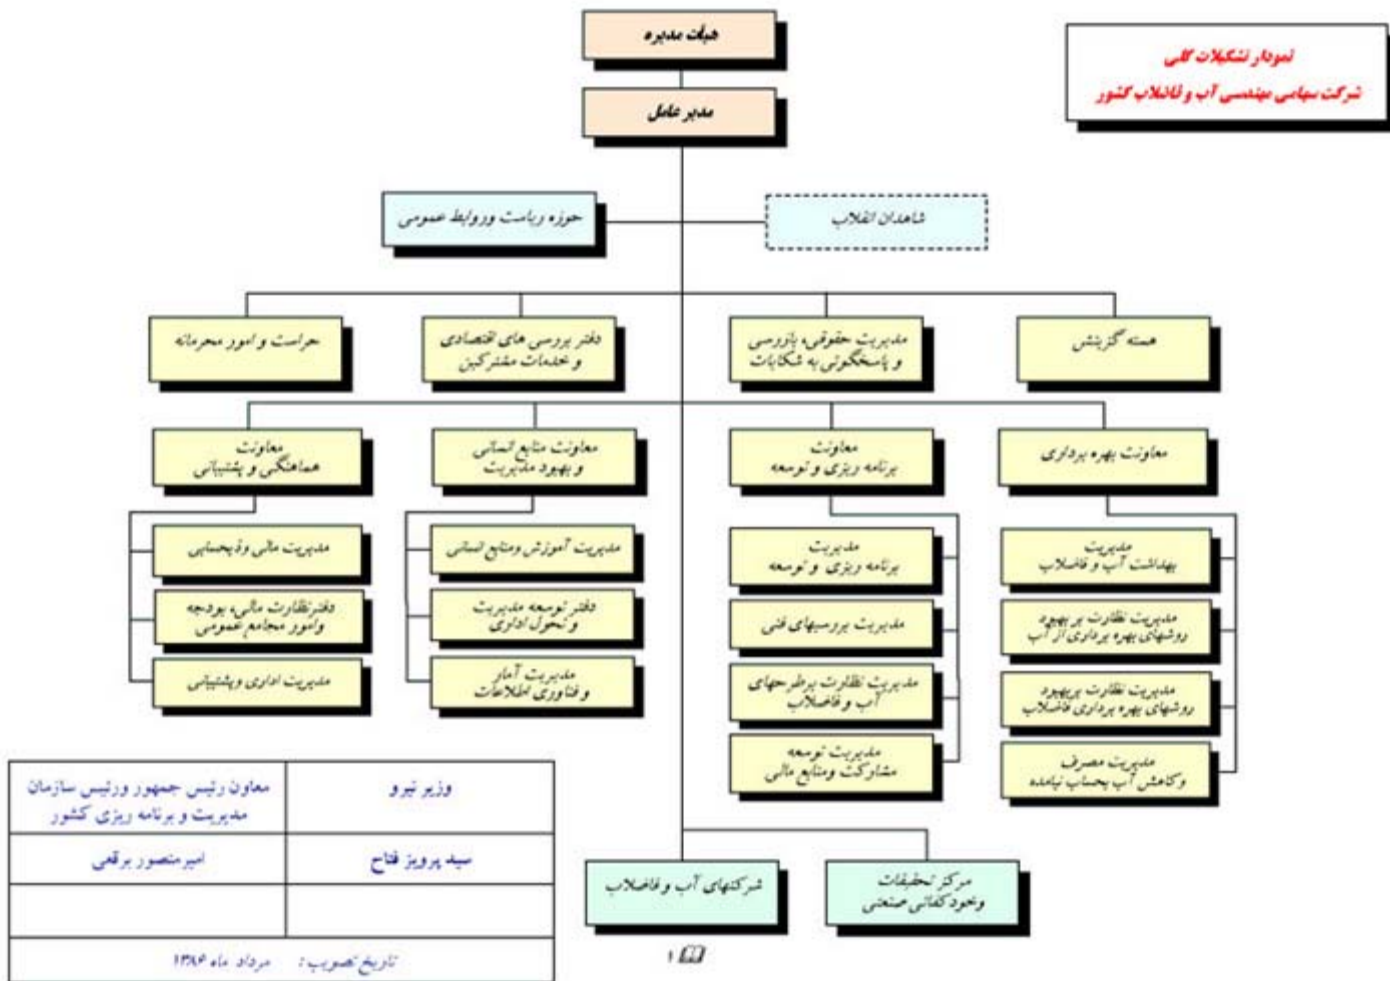 هیأت مدیره
نمودار تشکیلات کلی
شرکت سهامی مهندسی آب و فاضلاب کشور
مدیر عامل
شاهدان انقلاب
حوزه ریاست وروابط عمومی
هسته گزینش
مدیریت حقوقی، بازرسی
و پاسخگوئی به شکایات
دفتر بررسی های اقتصادی
و خدمات مشترکین
حراست و امور محرمانه
معاونت بهره برداری
معاونت
برنامه ریزی و توسعه
معاونت منابع انسانی
و بهبود مدیریت
معاونت
هماهنگی و پشتیبانی
مدیریت
بهداشت آب و فاضلاب
مدیریت نظارت بر بهبود
روشهای بهره برداری از آب
مدیریت نظارت بربهبود
روشهای بهره برداری فاضلاب
مدیریت مصرف
وکاهش آب بحساب نیامده
مدیریت
برنامه ریزی و توسعه
مدیریت بررسیهای فنی
مدیریت نظارت برطرحهای
آب و فاضلاب
مدیریت توسعه
مشارکت ومنابع مالی
مدیریت آموزش ومنابع انسانی
دفتر توسعه مدیریت
و تحول اداری
مدیریت آمار
و فناوری اطلاعات
مدیریت مالی وذیحسابی
دفترنظارت مالی، بودجه
وامور مجامع عمومی
مدیریت اداری وپشتیبانی
مرکز تحقیقات
وخودکفائی صنعتی
شرکتهای آب و فاضلاب
وزیر نیرو
معاون رئیس جمهور ورئیس سازمان
مدیریت و برنامه ریزی کشور
سید پرویز فتاح
امیرمنصور برقعی
تاریخ تصویب: مرداد ماه ۱۳۸۶
۱